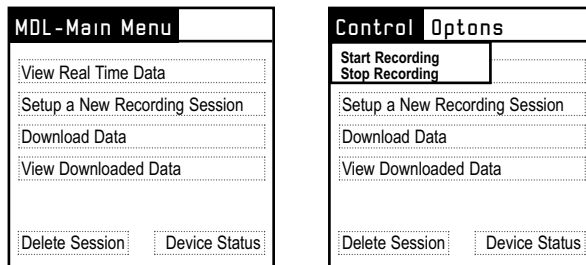 MDL-Main Menu
View Real Time Data
Setup a New Recording Session
Download Data
View Downloaded Data
Delete Session Device Status
Control Optons
Start Recording
Stop Recording
Setup a New Recording Session
Download Data
View Downloaded Data
Delete Session Device Status